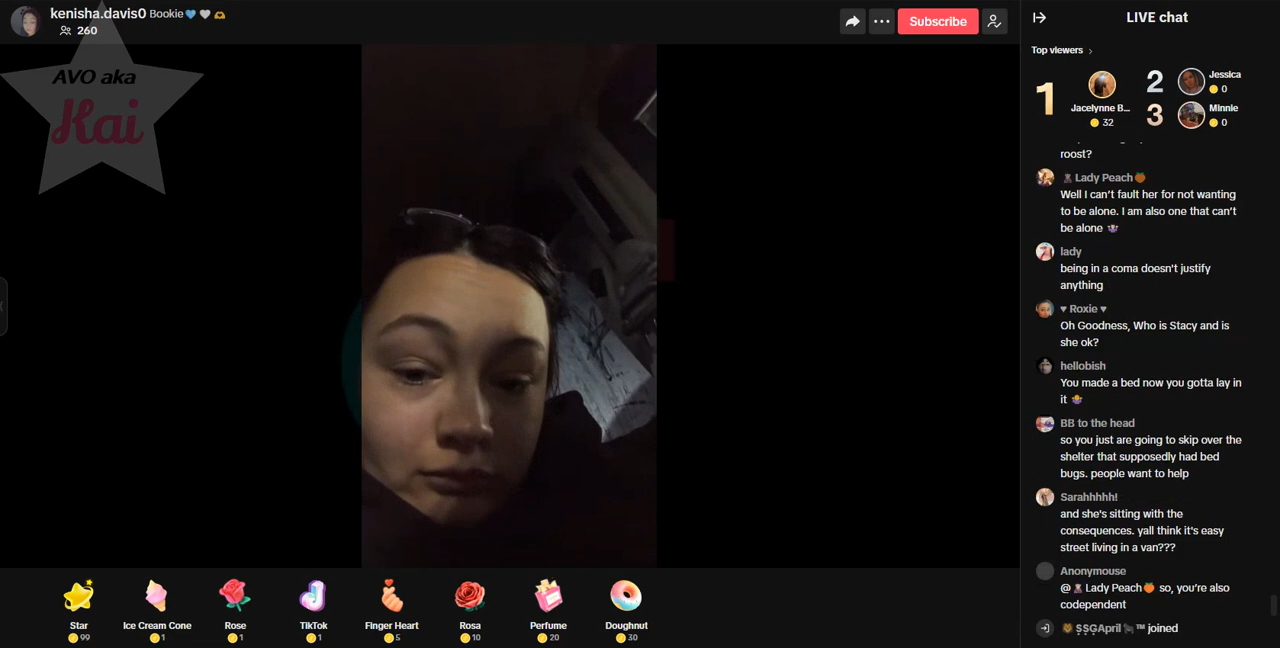 kenisha.davis0 Bookie💙🤍🫶
260
Subscribe
AVO aka
Kai
LIVE chat
Top viewers >
1
Jacelynne B...
32
2
Jessica
0
3
Minnie
0
roost?
Lady Peach🍑
Well I can't fault her for not wanting
to be alone. I am also one that can't
be alone 🤷🏽‍♀️
lady
being in a coma doesn't justify
anything
♥ Roxie ♥
Oh Goodness, Who is Stacy and is
she ok?
hellobish
You made a bed now you gotta lay in
it 🤷‍♀️
BB to the head
so you just are going to skip over the
shelter that supposedly had bed
bugs. people want to help
Sarahhhhh!
and she's sitting with the
consequences. yall think it's easy
street living in a van???
Anonymouse
@ Lady Peach🍑 so, you're also
codependent
🦁ṢṢGApril🐂™ joined
Star
99
Ice Cream Cone
1
Rose
1
TikTok
1
Finger Heart
5
Rosa
10
Perfume
20
Doughnut
30